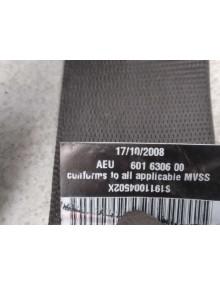 17/10/2008
AEU 601 6306 00
conforms to all applicable MVSS
S1911004502X